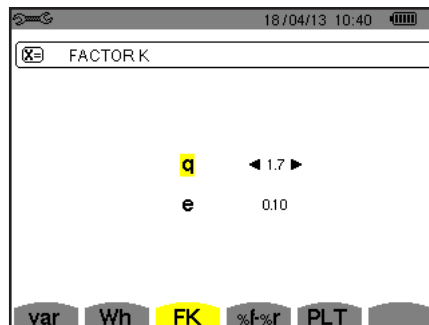 18/04/13 10:40
X= FACTOR K
q ◀ 1.7 ▶
e 0.10
var Wh FK %f-%r PLT